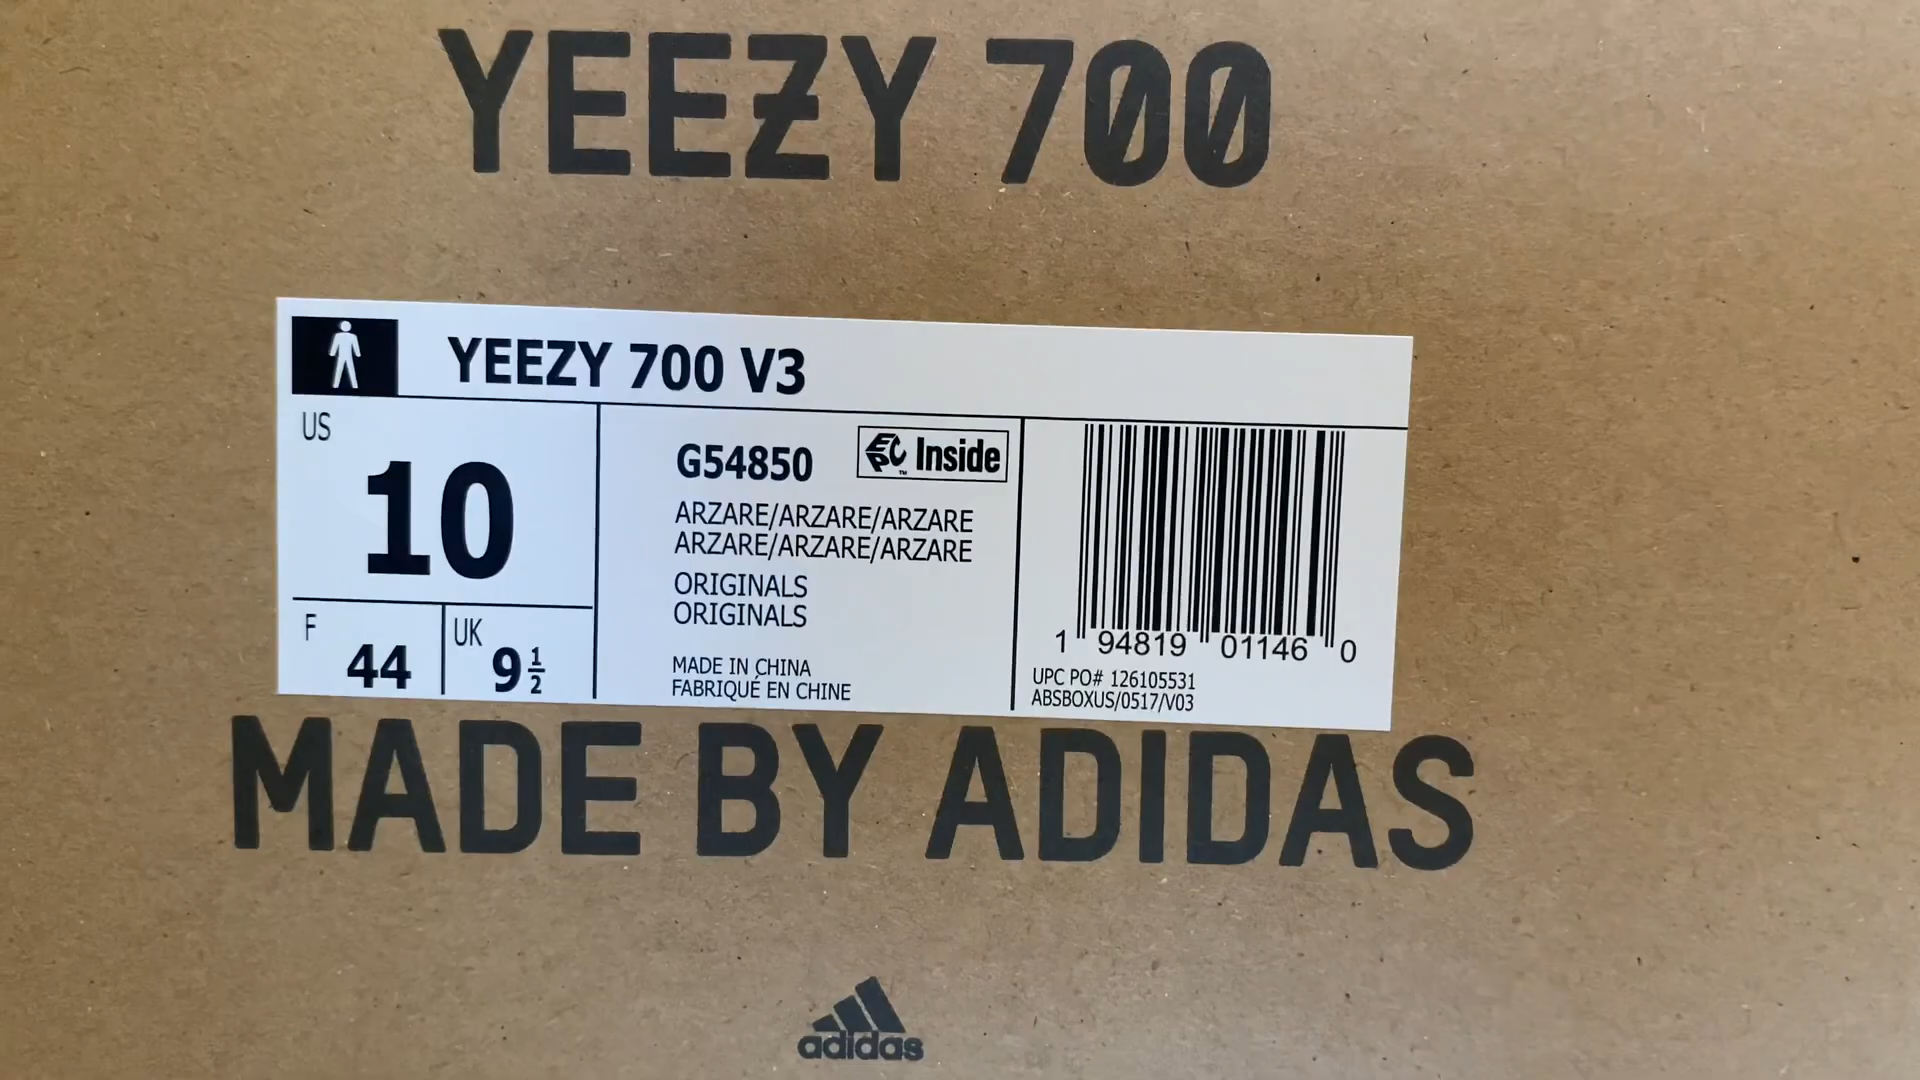 YEEZY 700
YEEZY 700 V3
US
10
F
44
UK
9 1/2
G54850
EPC™ Inside
ARZARE/ARZARE/ARZARE
ARZARE/ARZARE/ARZARE
ORIGINALS
ORIGINALS
MADE IN CHINA
FABRIQUÉ EN CHINE
1 94819 01146 0
UPC PO# 126105531
ABSBOXUS/0517/V03
MADE BY ADIDAS
adidas